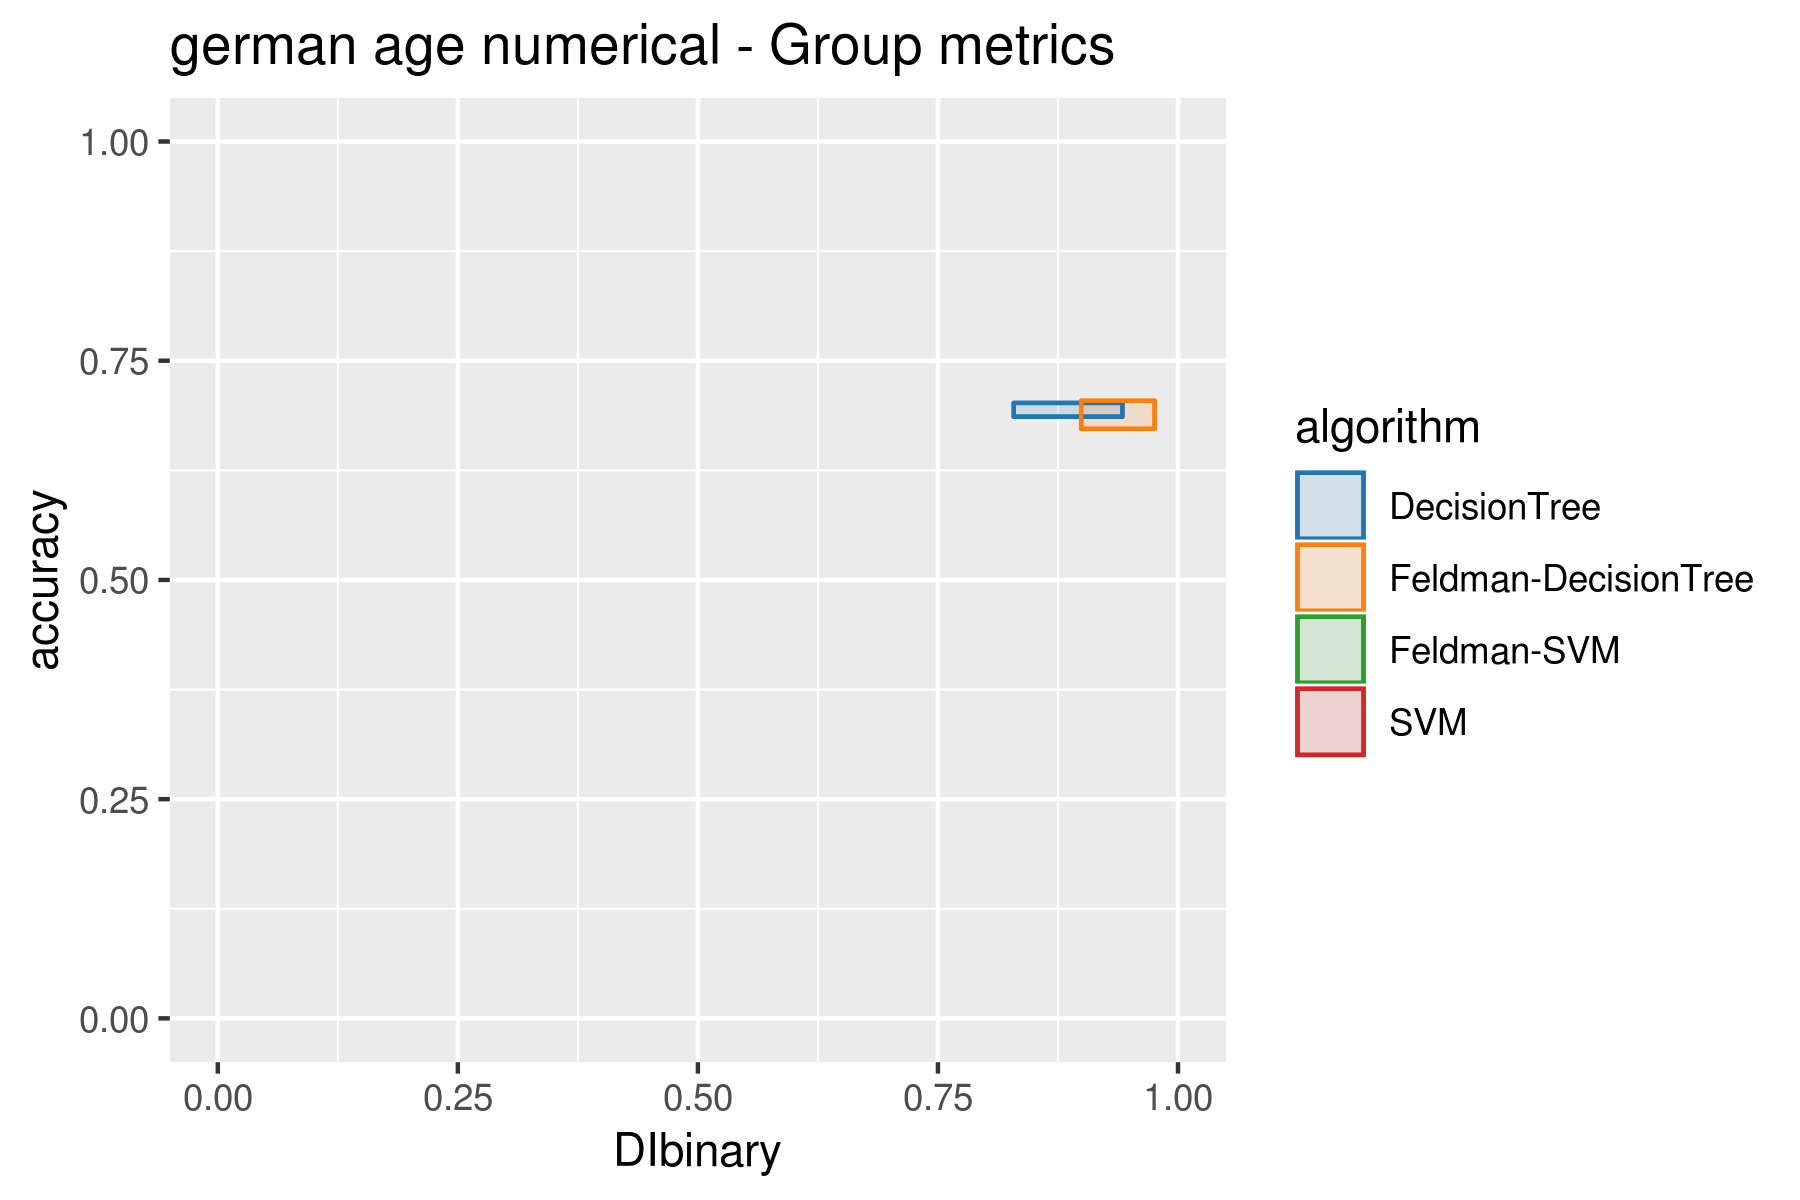 german age numerical - Group metrics
1.00
0.75
0.50
0.25
0.00
accuracy
0.00 0.25 0.50 0.75 1.00
DIbinary
algorithm
DecisionTree
Feldman-DecisionTree
Feldman-SVM
SVM